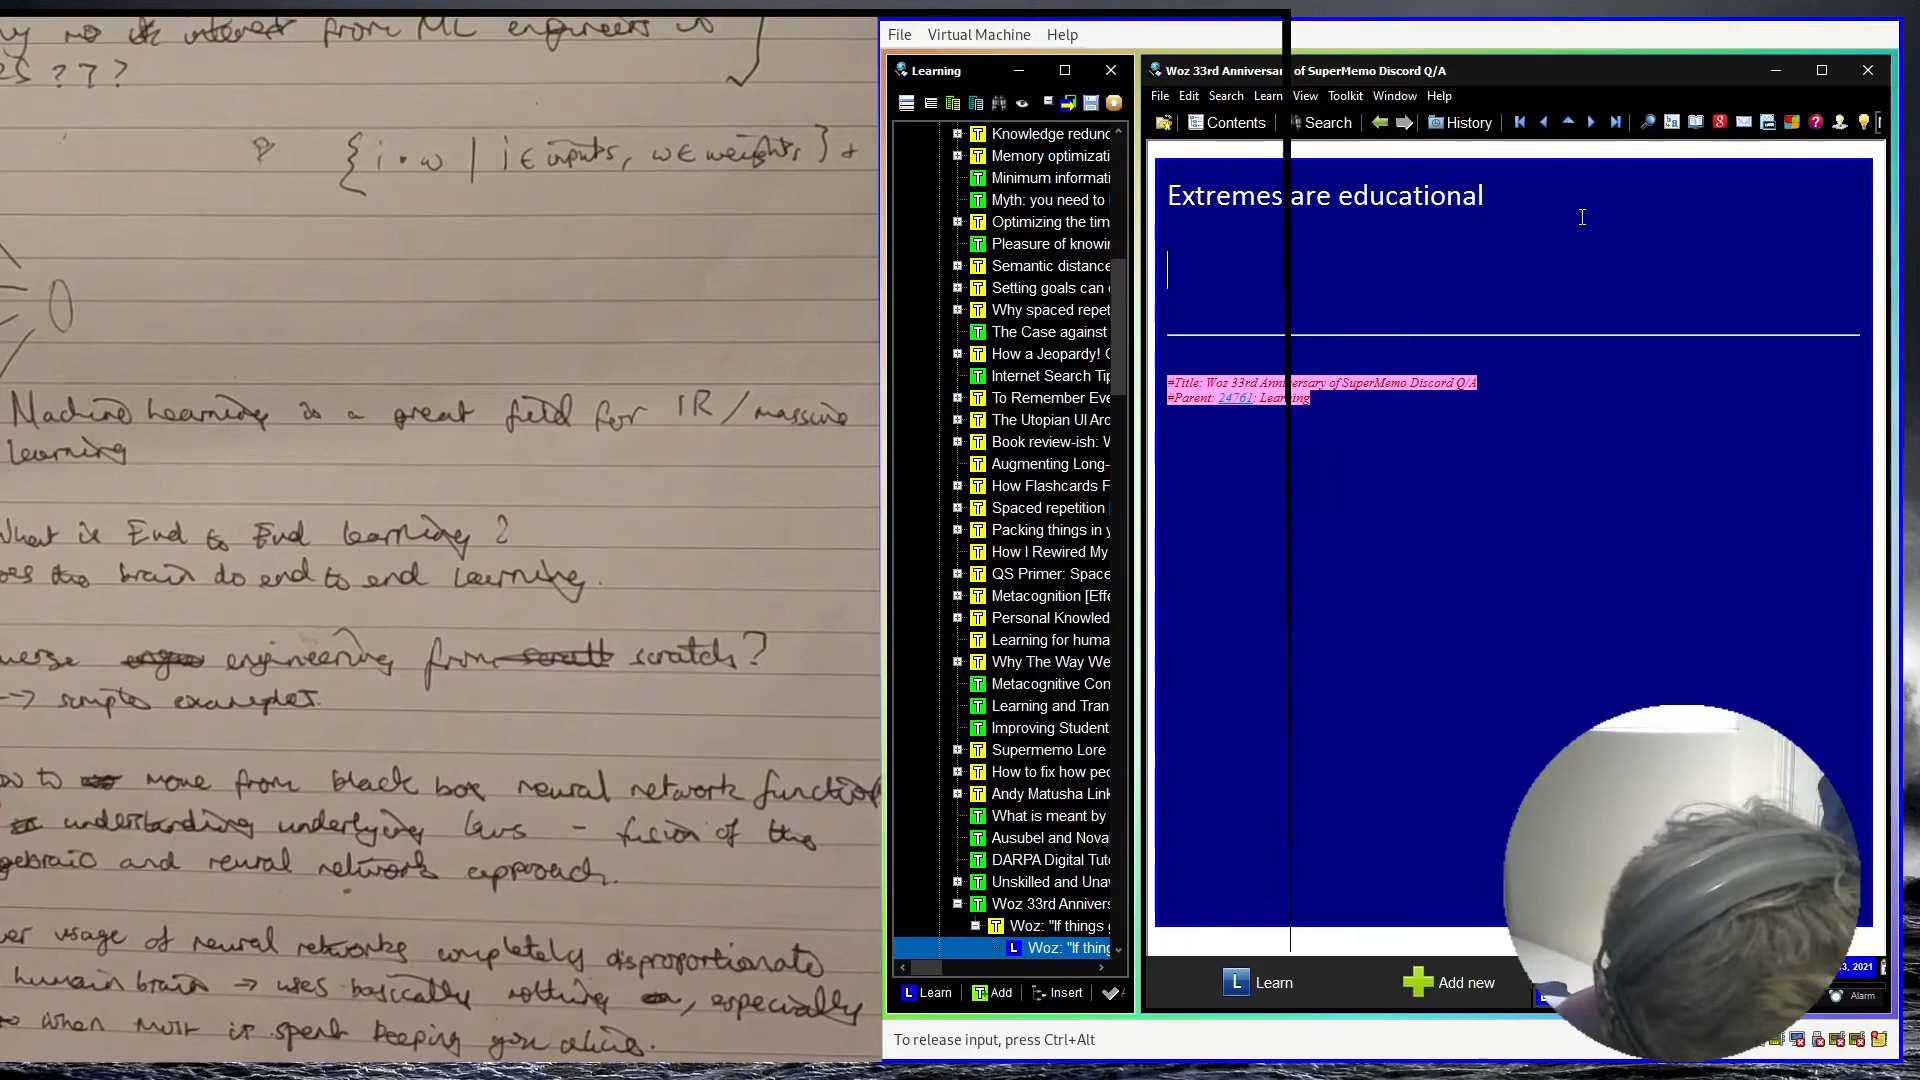 from ML engineers
??
{ i · w | i ∈ inputs, w ∈ weights } +
Machine Learning is a great field for IR / massive
learning
What is End to End learning ?
does the brain do end to end learning.
engineering from scratch?
→ simple examples.
to move from black box neural network function
understanding underlying laws - fusion of the
and neural network approach.
usage of neural networks completely disproportionate
human brain → uses basically nothing, especially
when most is spent keeping you alive.
File Virtual Machine Help
Learning
Knowledge redunc
Memory optimizati
Minimum informati
Myth: you need to
Optimizing the tim
Pleasure of knowin
Semantic distance
Setting goals can
Why spaced repet
The Case against
How a Jeopardy!
Internet Search Tip
To Remember Eve
The Utopian UI Arc
Book review-ish: W
Augmenting Long-
How Flashcards F
Spaced repetition
Packing things in y
How I Rewired My
QS Primer: Space
Metacognition [Effe
Personal Knowled
Learning for huma
Why The Way We
Metacognitive Con
Learning and Tran
Improving Student
Supermemo Lore
How to fix how pec
Andy Matusha Link
What is meant by
Ausubel and Noval
DARPA Digital Tut
Unskilled and Una
Woz 33rd Annivers
Woz: "If things
Woz: "If thing
Learn Add Insert
Woz 33rd Anniversary of SuperMemo Discord Q/A
File Edit Search Learn View Toolkit Window Help
Contents Search History
Extremes are educational
#Title: Woz 33rd Anniversary of SuperMemo Discord Q/A
#Parent: 24761: Learning
Learn Add new
3, 2021
Alarm
To release input, press Ctrl+Alt